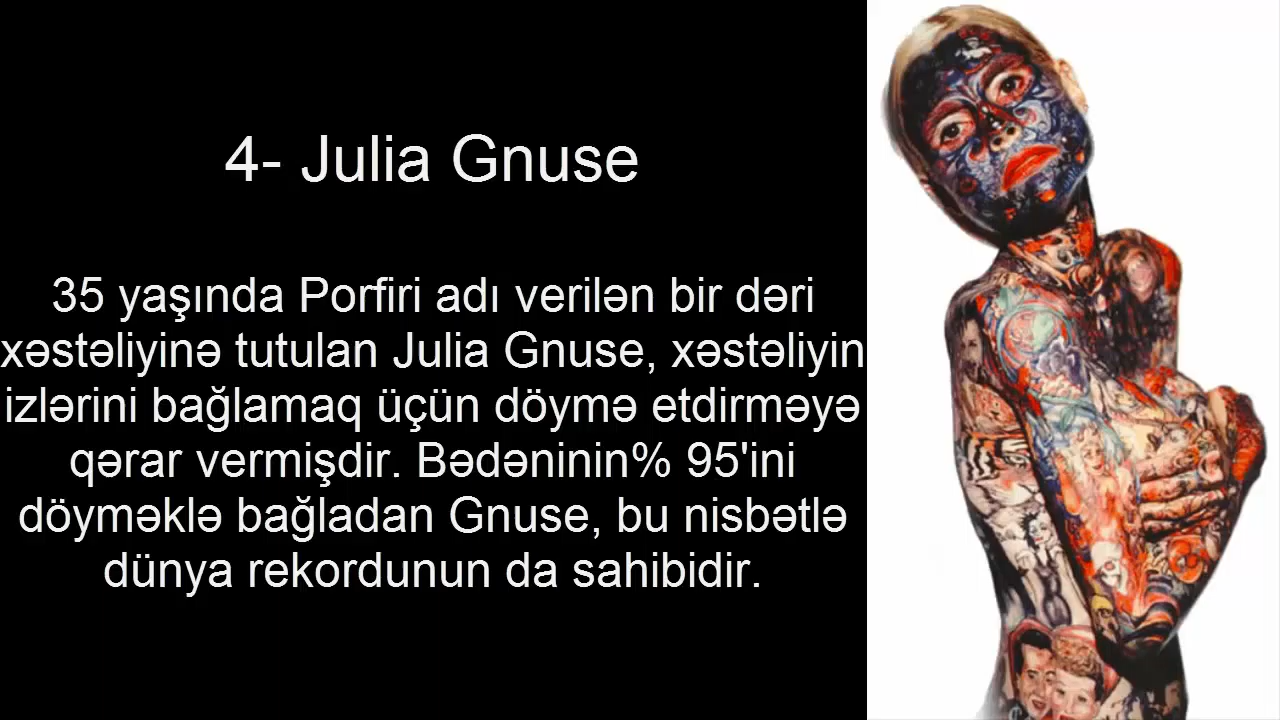 4- Julia Gnuse
35 yaşında Porfiri adı verilən bir dəri
xəstəliyinə tutulan Julia Gnuse, xəstəliyin
izlərini bağlamaq üçün döymə etdirməyə
qərar vermişdir. Bədəninin% 95'ini
döyməklə bağladan Gnuse, bu nisbətlə
dünya rekordunun da sahibidir.